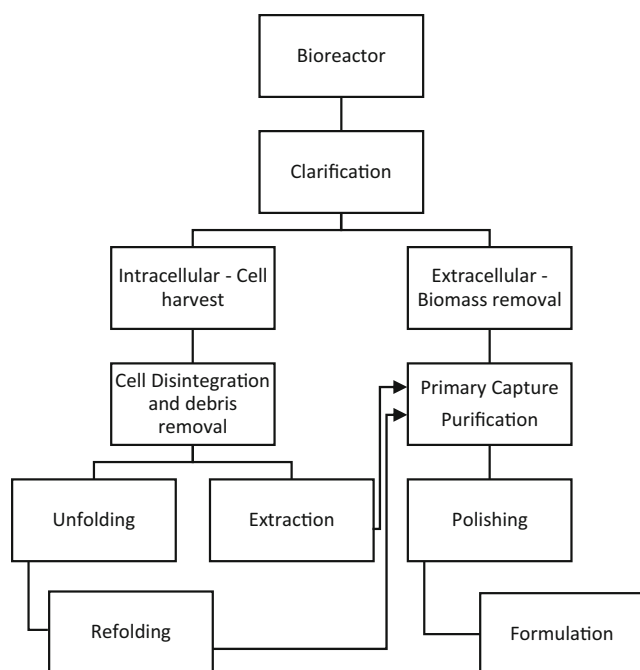 Bioreactor
Clarification
Intracellular - Cell
harvest
Extracellular -
Biomass removal
Cell Disintegration
and debris
removal
Primary Capture
Purification
Unfolding
Extraction
Polishing
Refolding
Formulation